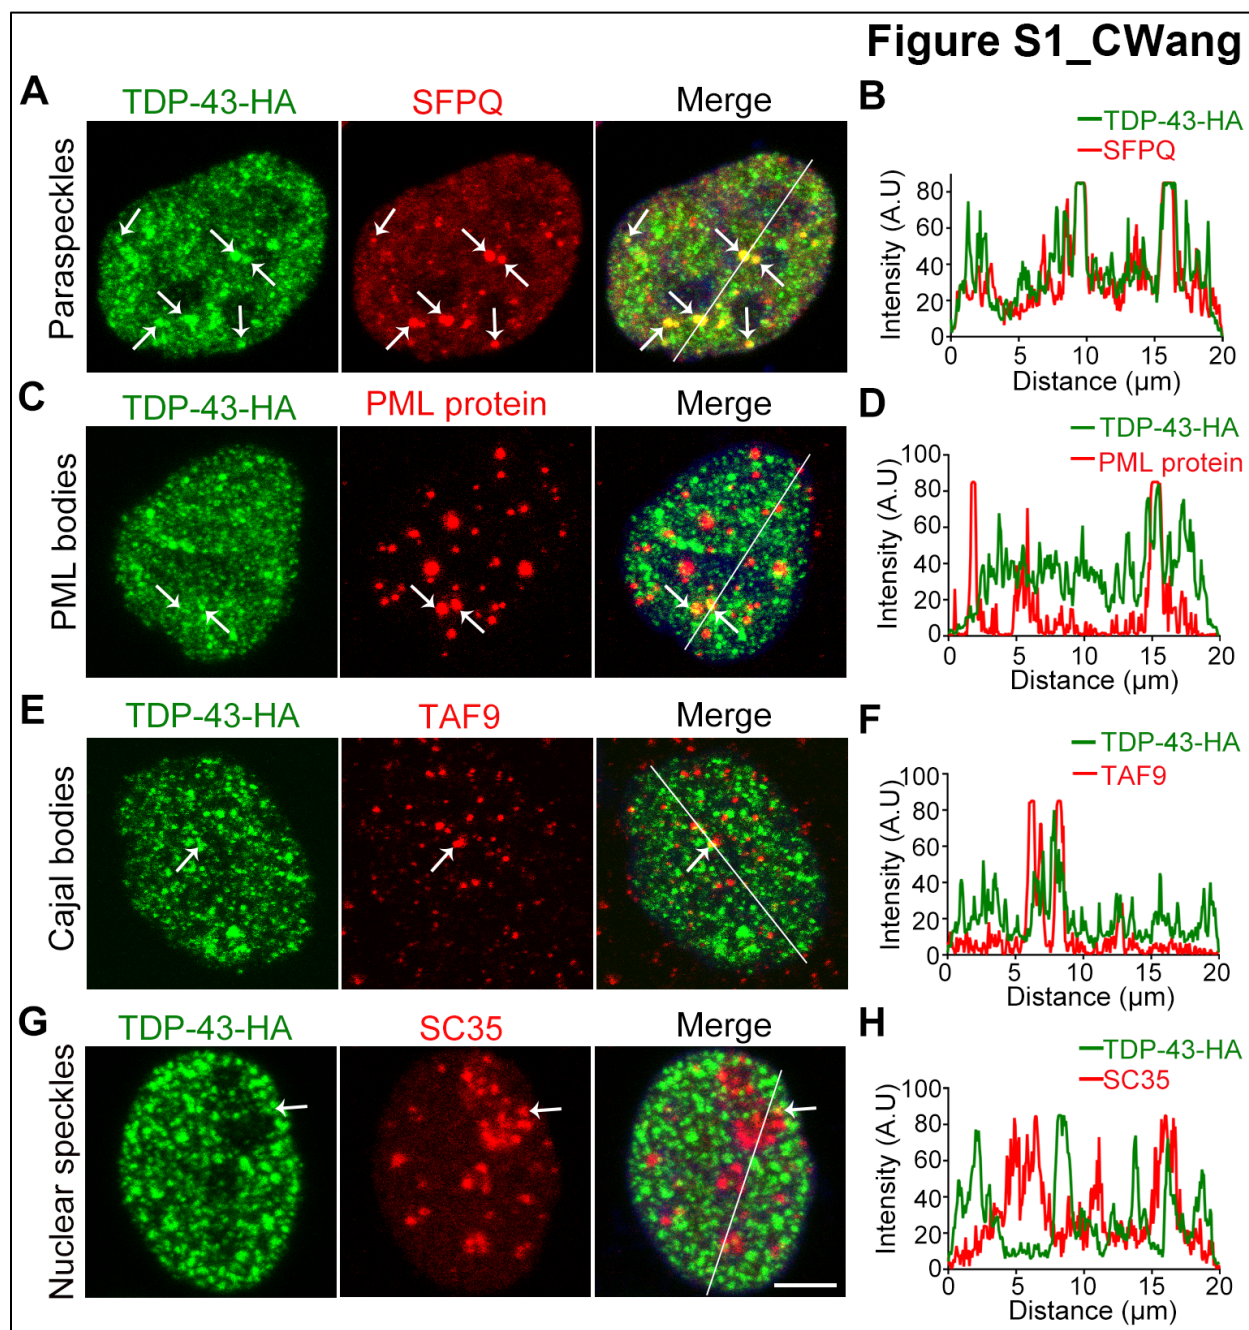 Figure S1_CWang
A
TDP-43-HA
SFPQ
Merge
Paraspeckles
B
TDP-43-HA
SFPQ
Intensity (A.U)
80
60
40
20
0
0 5 10 15 20
Distance (µm)
C
TDP-43-HA
PML protein
Merge
PML bodies
D
TDP-43-HA
PML protein
Intensity (A.U)
100
80
60
40
20
0
0 5 10 15 20
Distance (µm)
E
TDP-43-HA
TAF9
Merge
Cajal bodies
F
TDP-43-HA
TAF9
Intensity (A.U)
100
80
60
40
20
0
0 5 10 15 20
Distance (µm)
G
TDP-43-HA
SC35
Merge
Nuclear speckles
H
TDP-43-HA
SC35
Intensity (A.U)
100
80
60
40
20
0
0 5 10 15 20
Distance (µm)